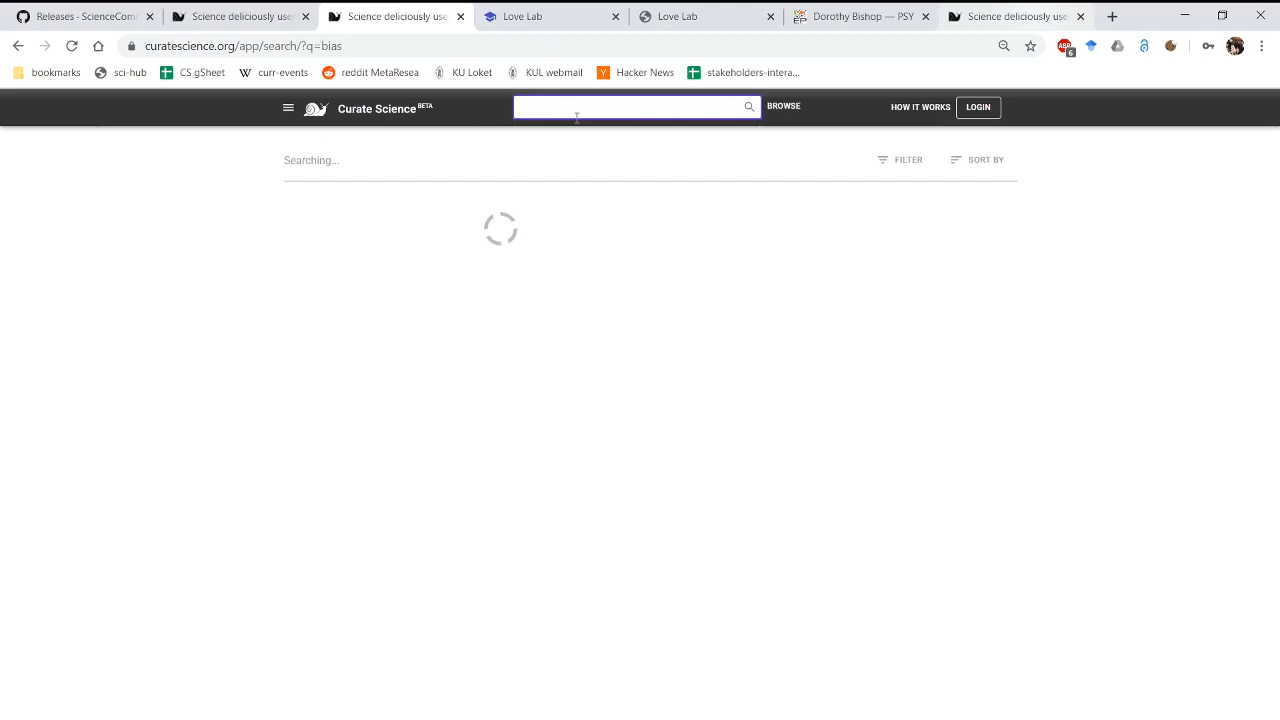 Releases · ScienceCom
Science deliciously use
Science deliciously use
Love Lab
Love Lab
Dorothy Bishop — PSY
Science deliciously use
curatescience.org/app/search/?q=bias
6
bookmarks
sci-hub
CS gSheet
W curr-events
reddit MetaResea
KU Loket
KUL webmail
Y Hacker News
stakeholders-intera...
Curate Science BETA
BROWSE
HOW IT WORKS
LOGIN
Searching...
FILTER
SORT BY